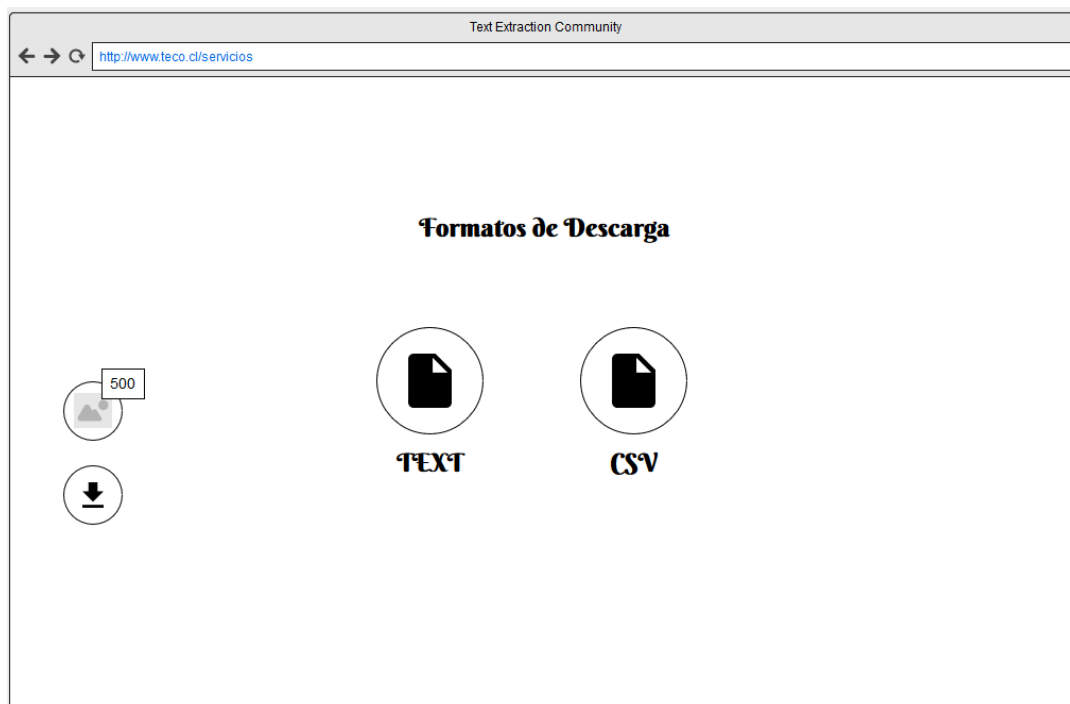 Text Extraction Community
http://www.teco.cl/servicios
Formatos de Descarga
500
TEXT
CSV